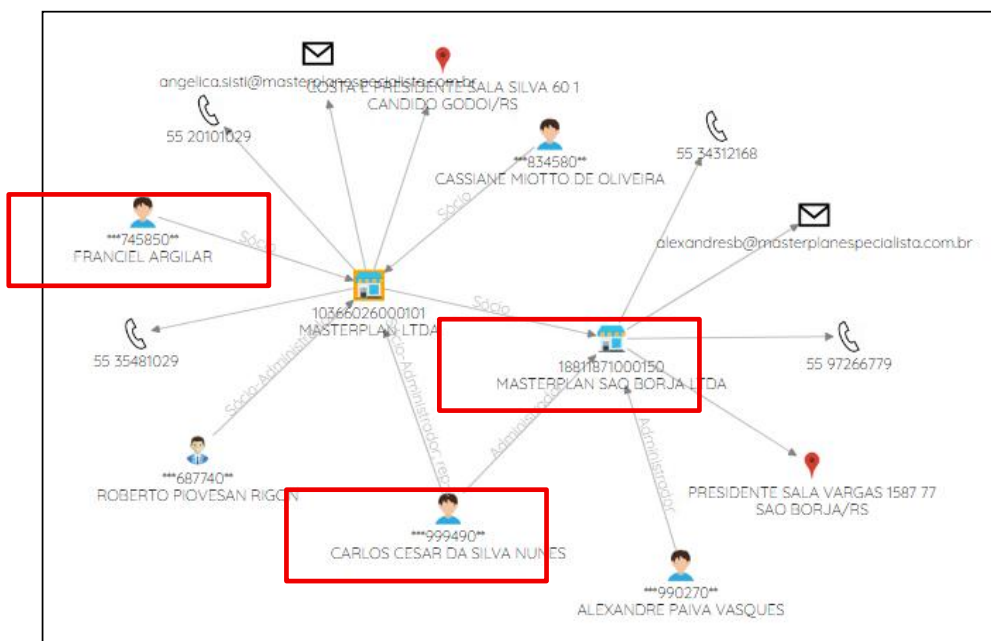 angelica.sisti@masterplanespecialista.com.br
COSTA E PRESIDENTE SALA SILVA 60 1
CANDIDO GODOI/RS
55 20101029
***834580**
CASSIANE MIOTTO DE OLIVEIRA
55 34312168
Sócio
***745850**
FRANCIEL ARGILAR
Sócio
alexandresb@masterplanespecialista.com.br
10366026000101
MASTERPLAN LTDA
Sócio
55 35481029
18811871000150
MASTERPLAN SAO BORJA LTDA
55 97266779
Sócio-Administrador
Sócio-Administrador, rep
Administrador
Administrador
***687740**
ROBERTO PIOVESAN RIGON
***999490**
CARLOS CESAR DA SILVA NUNES
PRESIDENTE SALA VARGAS 1587 77
SAO BORJA/RS
***990270**
ALEXANDRE PAIVA VASQUES